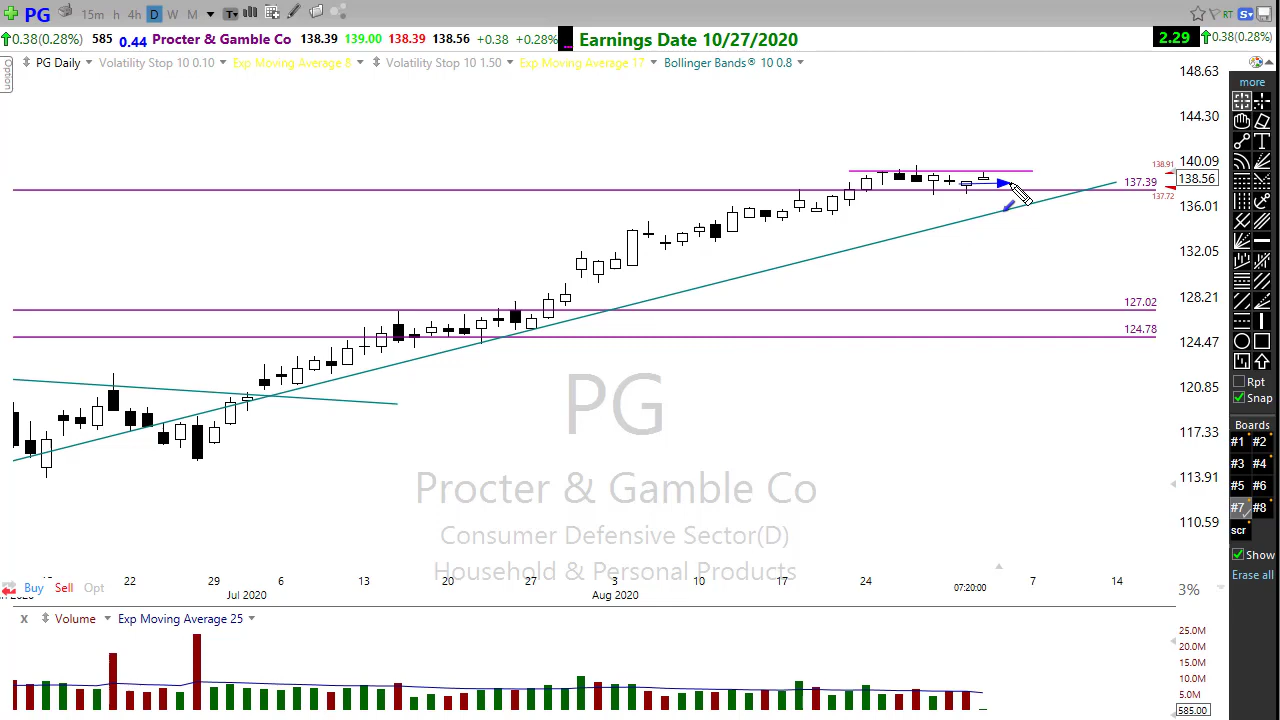 PG 15m h 4h D W M T RT S
0.38(0.28%) 585 0.44 Procter & Gamble Co 138.39 139.00 138.39 138.56 +0.38 +0.28% Earnings Date 10/27/2020 2.29 0.38(0.28%)
Option
PG Daily Volatility Stop 10 0.10 Exp Moving Average 8 Volatility Stop 10 1.50 Exp Moving Average 17 Bollinger Bands® 10 0.8
148.63
144.30
140.09
138.91
138.56
137.39
137.72
136.01
132.05
128.21
127.02
124.78
124.47
120.85
117.33
113.91
110.59
PG
Procter & Gamble Co
Consumer Defensive Sector(D)
Household & Personal Products
22 29 6 13 20 27 3 10 17 24 07:20:00 7 14
Jul 2020 Aug 2020
Buy Sell Opt
3%
x Volume Exp Moving Average 25
25.0M
20.0M
15.0M
10.0M
5.0M
585.00
more
T
Rpt
Snap
Boards
#1 #2
#3 #4
#5 #6
#7 #8
scr
Show
Erase all